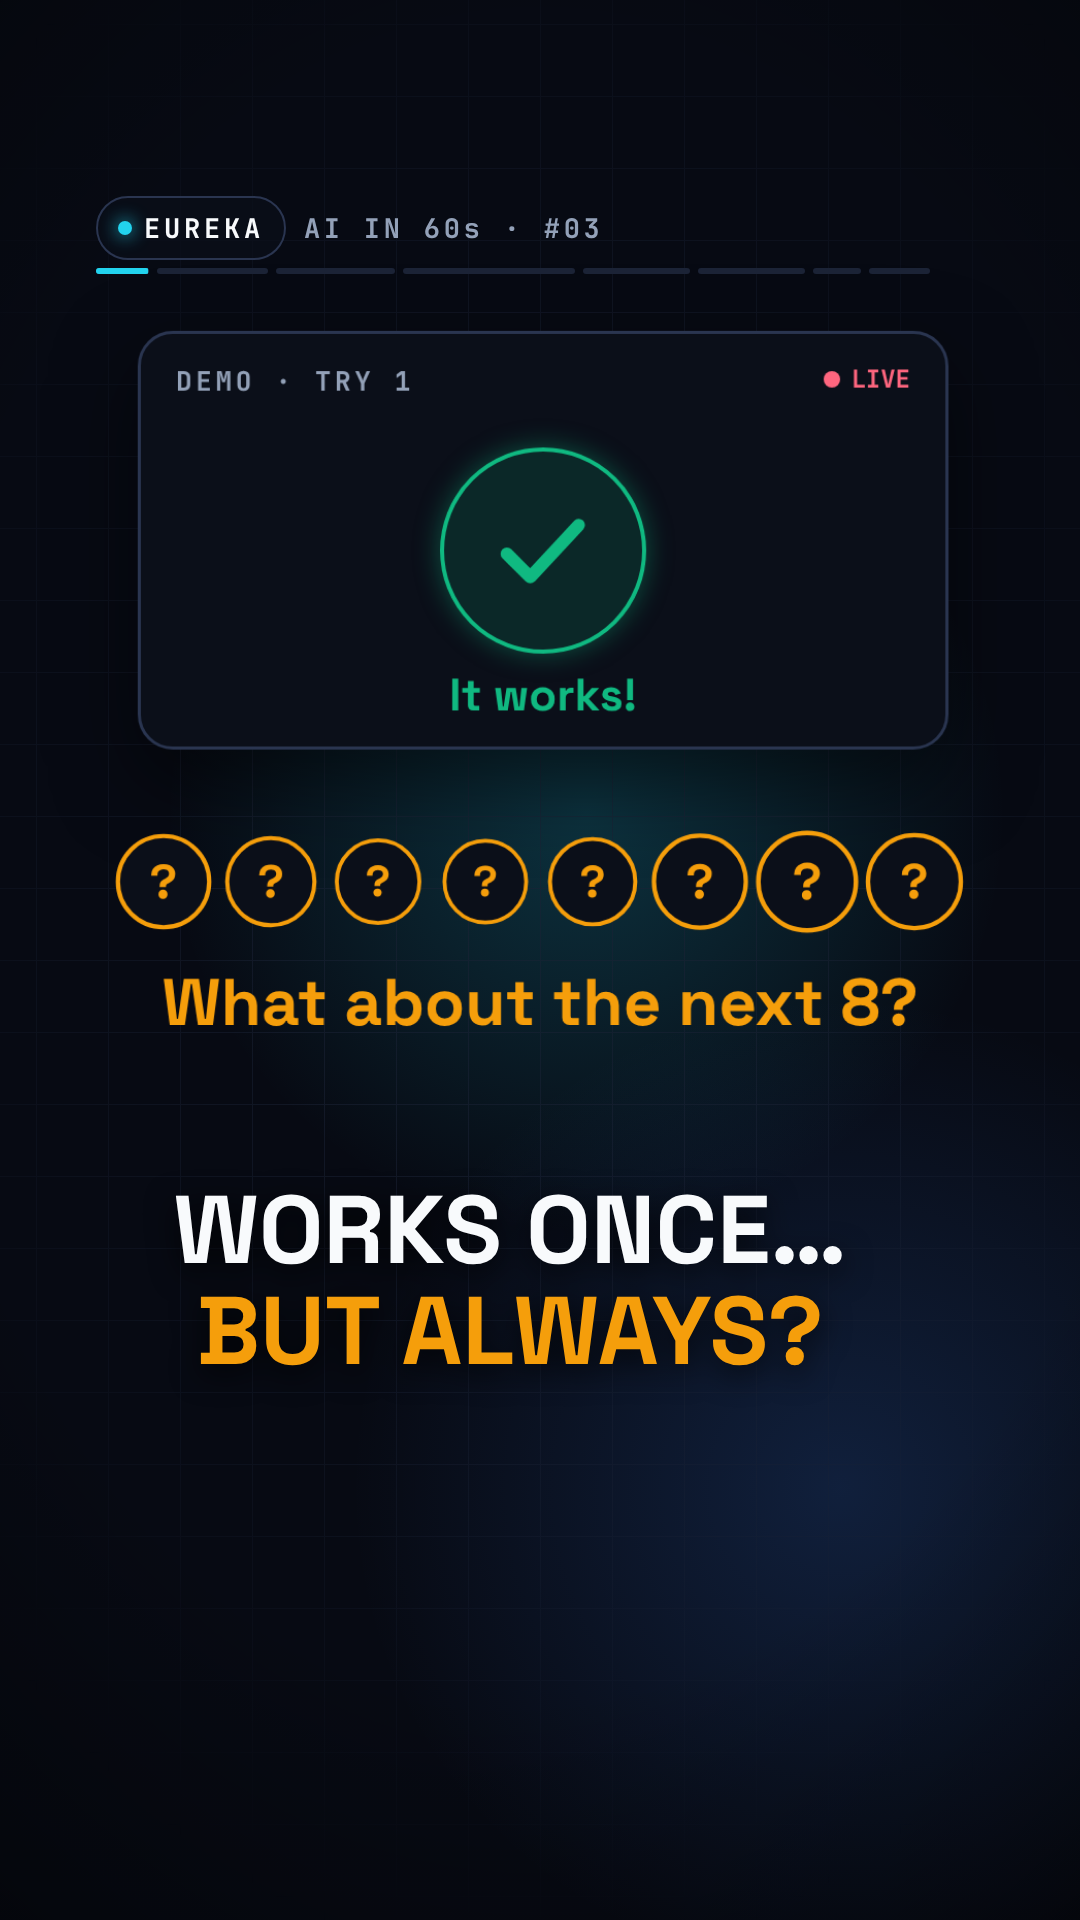 EUREKA AI IN 60s · #03
DEMO · TRY 1
LIVE
It works!
? ? ? ? ? ? ? ?
What about the next 8?
WORKS ONCE...
BUT ALWAYS?